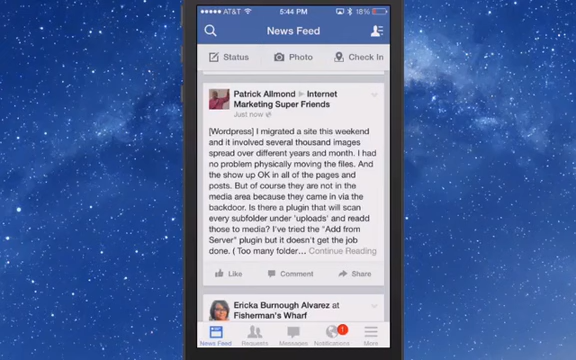 AT&T 5:44 PM 18%
News Feed
Status Photo Check In
Patrick Allmond ▶ Internet
Marketing Super Friends
Just now
[Wordpress] I migrated a site this weekend
and it involved several thousand images
spread over different years and month. I had
no problem physically moving the files. And
the show up OK in all of the pages and
posts. But of course they are not in the
media area because they came in via the
backdoor. Is there a plugin that will scan
every subfolder under 'uploads' and readd
those to media? I've tried the "Add from
Server" plugin but it doesn't get the job
done. ( Too many folder... Continue Reading
Like Comment Share
Ericka Burnough Alvarez at
Fisherman's Wharf
1
News Feed Requests Messages Notifications More